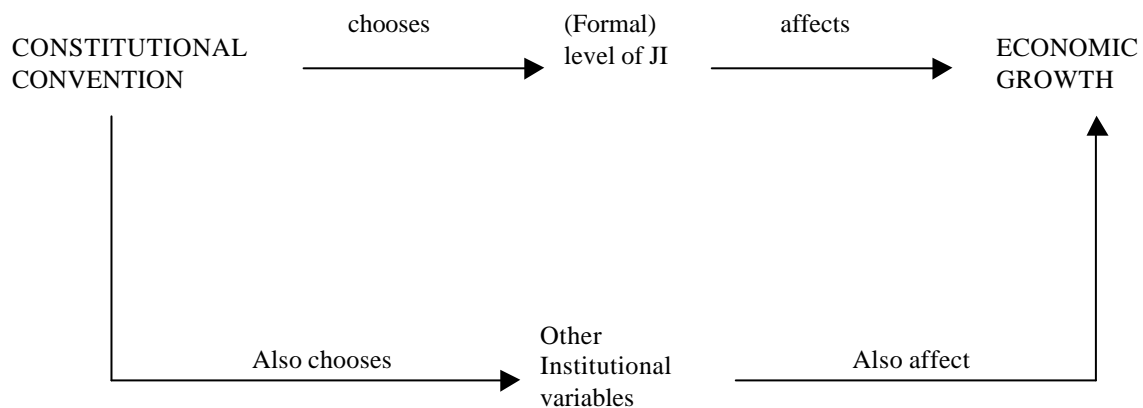 chooses
(Formal)
level of JI
affects
CONSTITUTIONAL
CONVENTION
ECONOMIC
GROWTH
Also chooses
Other
Institutional
variables
Also affect